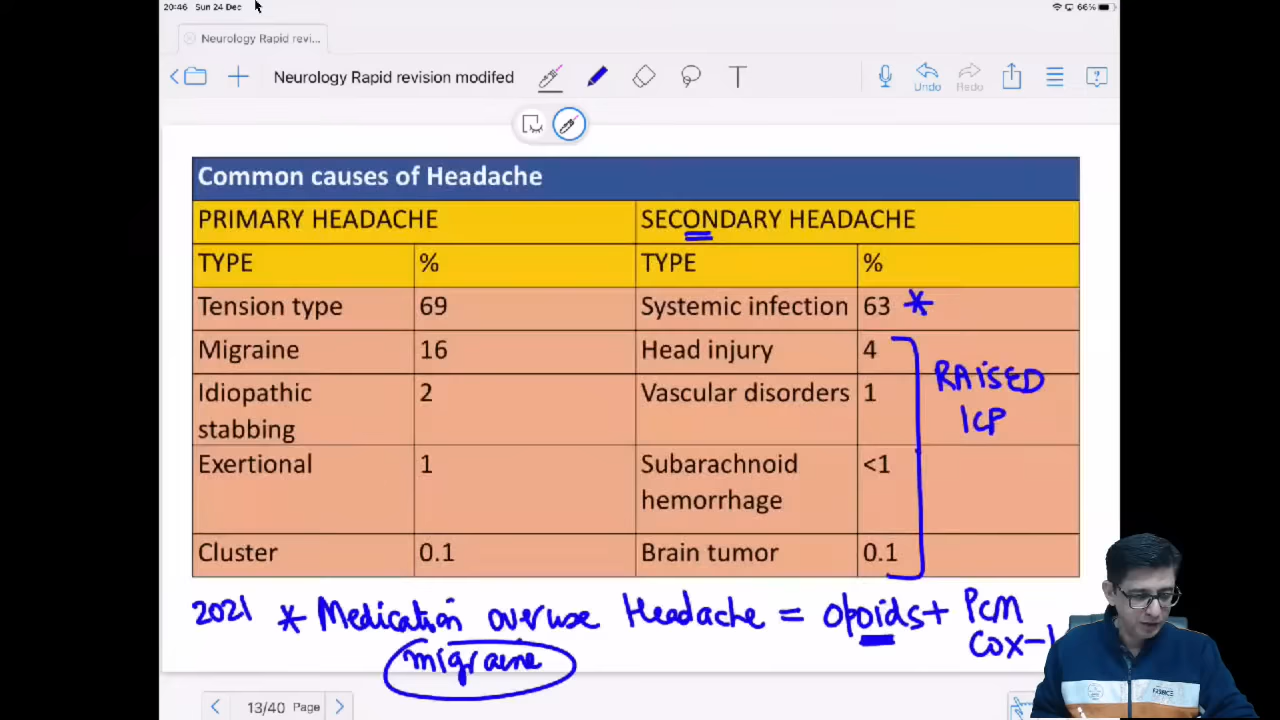 20:46 Sun 24 Dec 66%
Neurology Rapid revi...
Neurology Rapid revision modifed T Undo Redo
Common causes of Headache
PRIMARY HEADACHE SECONDARY HEADACHE
TYPE % TYPE %
Tension type 69 Systemic infection 63 *
Migraine 16 Head injury 4
Idiopathic stabbing 2 Vascular disorders 1
RAISED ICP
Exertional 1 Subarachnoid hemorrhage <1
Cluster 0.1 Brain tumor 0.1
2021 * Medication overuse Headache = opoids + PCM
COX-1
migraine
13/40 Page